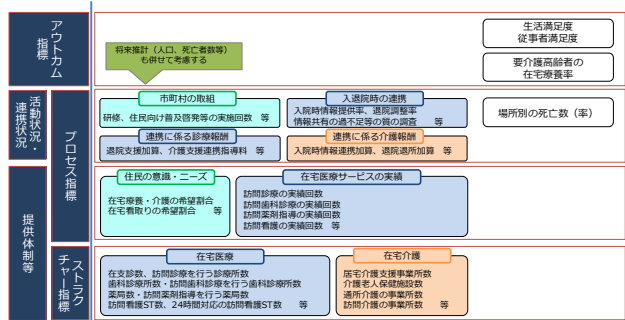 アウトカム
指標
将来推計（人口、死亡者数等）
も併せて考慮する
生活満足度
従事者満足度
要介護高齢者の
在宅療養率
活動状況・
連携状況
プロセス指標
市町村の取組
研修、住民向け普及啓発等の実施回数　等
入退院時の連携
入院時情報提供率、退院調整率
情報共有の過不足等の質の調査　　等
場所別の死亡数（率）
連携に係る診療報酬
退院支援加算、介護支援連携指導料　等
連携に係る介護報酬
入院時情報連携加算、退院退所加算　等
提供体制等
住民の意識・ニーズ
在宅療養・介護の希望割合
在宅看取りの希望割合　　等
在宅医療サービスの実績
訪問診療の実績回数
訪問歯科診療の実績回数
訪問薬剤指導の実績回数
訪問看護の実績回数　等
ストラク
チャー指標
在宅医療
在支診数、訪問診療を行う診療所数
歯科診療所数・訪問歯科診療を行う歯科診療所数
薬局数・訪問薬剤指導を行う薬局数
訪問看護ST数、24時間対応の訪問看護ST数　　等
在宅介護
居宅介護支援事業所数
介護老人保健施設数
通所介護の事業所数
訪問介護の事業所数　　等